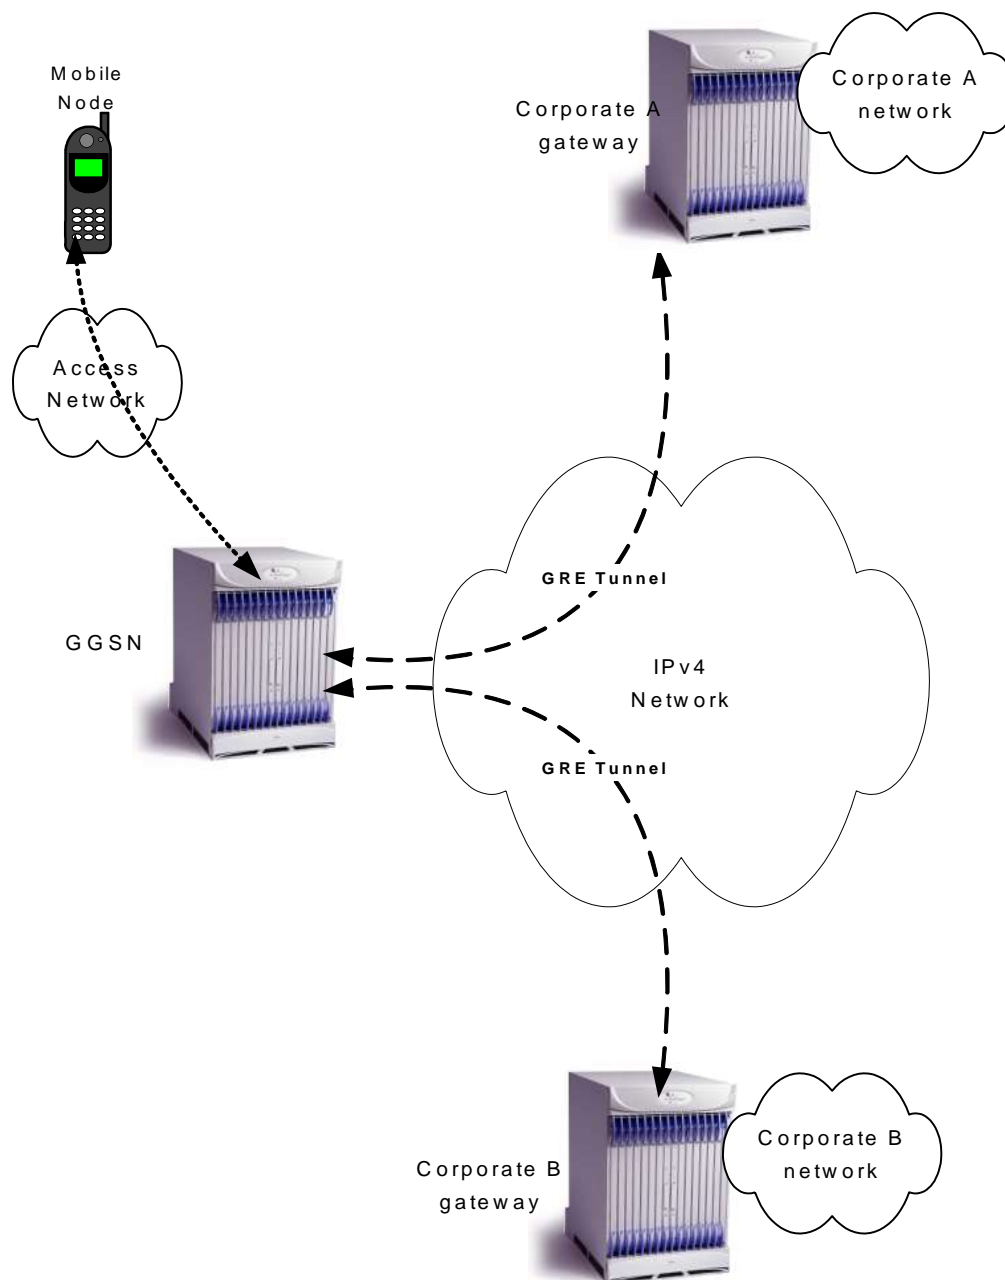 Mobile
Node
Corporate A
gateway
Corporate A
network
Access
Network
GRE Tunnel
GGSN
IPv4
Network
GRE Tunnel
Corporate B
gateway
Corporate B
network